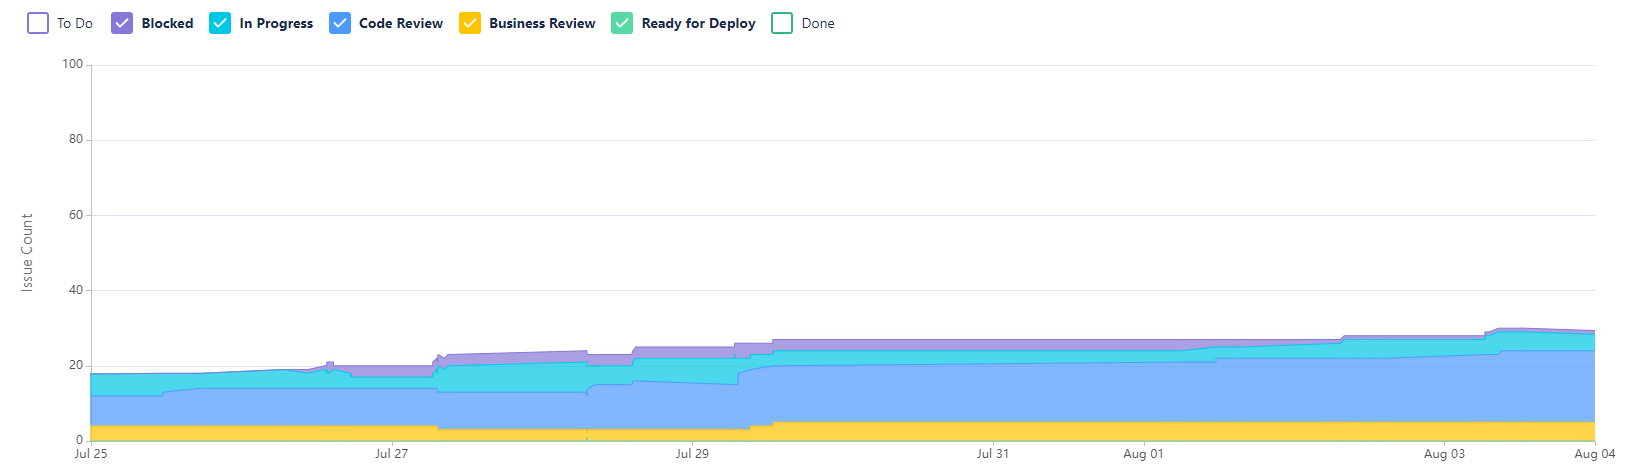 To Do Blocked In Progress Code Review Business Review Ready for Deploy Done
100
80
60
40
20
0
Issue Count
Jul 25 Jul 27 Jul 29 Jul 31 Aug 01 Aug 03 Aug 04